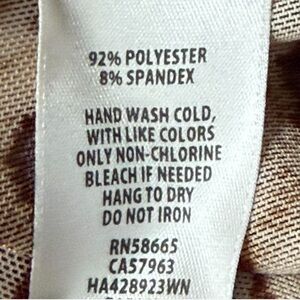 92% POLYESTER
8% SPANDEX
HAND WASH COLD,
WITH LIKE COLORS
ONLY NON-CHLORINE
BLEACH IF NEEDED
HANG TO DRY
DO NOT IRON
RN58665
CA57963
HA428923WN